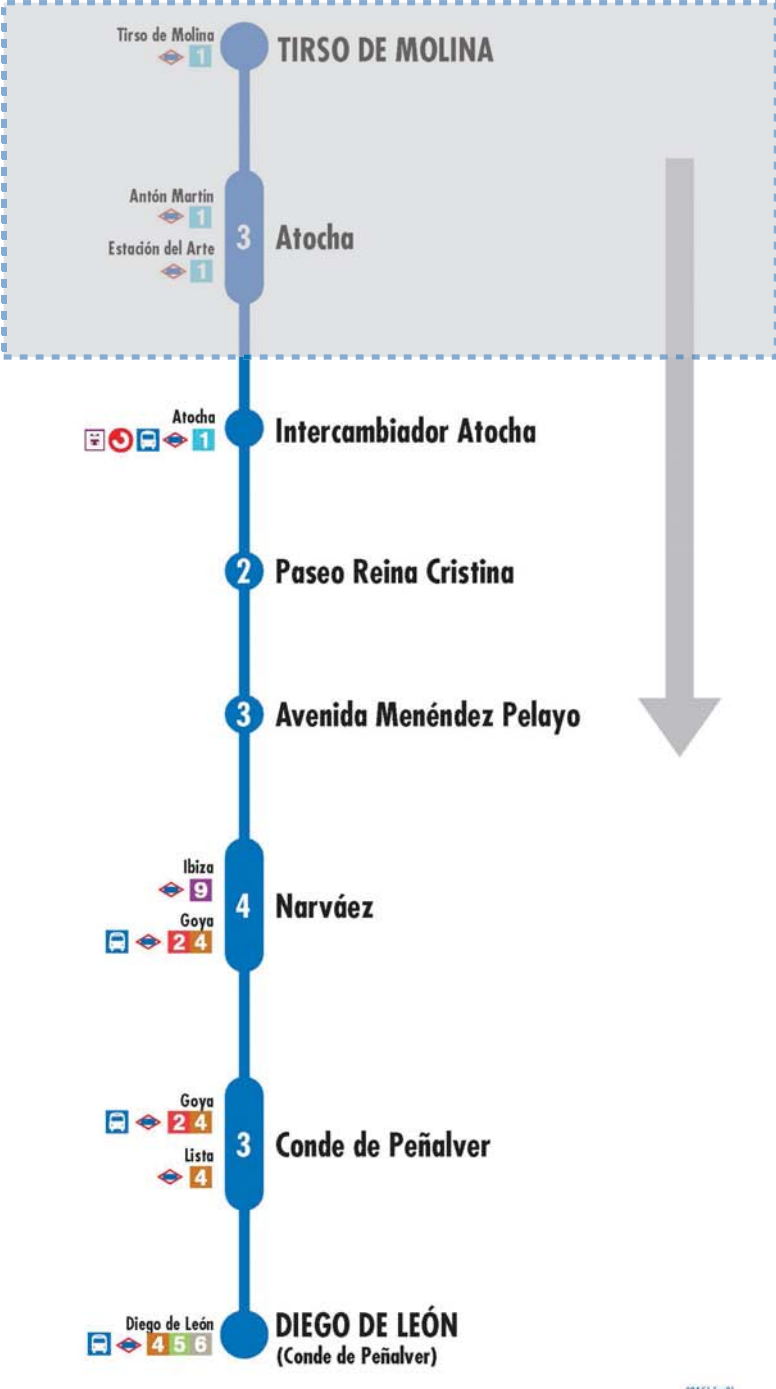 Tirso de Molina
1
TIRSO DE MOLINA
Antón Martín
1
Estación del Arte
1
3
Atocha
Atocha
1
Intercambiador Atocha
2
Paseo Reina Cristina
3
Avenida Menéndez Pelayo
Ibiza
9
Goya
2 4
4
Narváez
Goya
2 4
Lista
4
3
Conde de Peñalver
Diego de León
4 5 6
DIEGO DE LEÓN
(Conde de Peñalver)